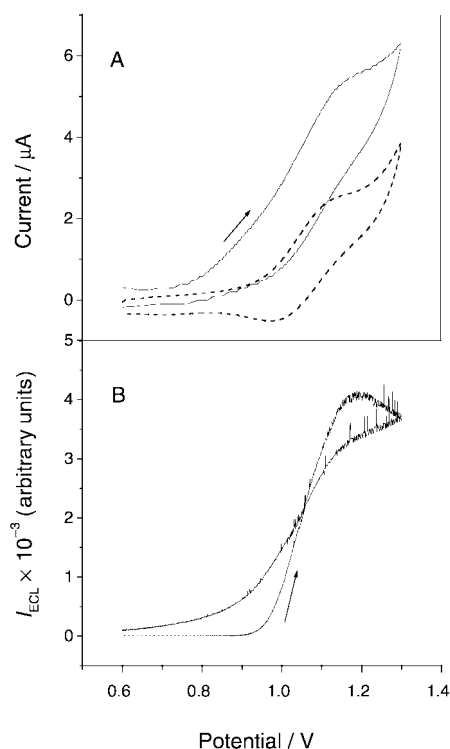 A
6
4
2
0
Current / μA
5
B
4
3
2
1
0
I_ECL × 10⁻³ (arbitrary units)
0.6 0.8 1.0 1.2 1.4
Potential / V